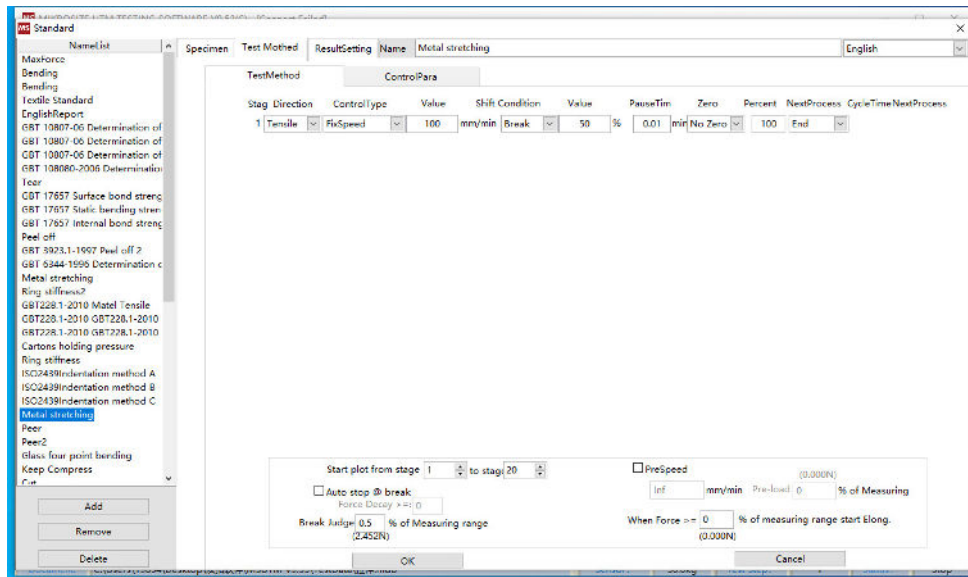 MS Standard
NameList
MaxForce
Bending
Bending
Textile Standard
EnglishReport
GBT 10807-06 Determination of
GBT 10807-06 Determination of
GBT 10807-06 Determination of
GBT 108080-2006 Determination
Tear
GBT 17657 Surface bond streng
GBT 17657 Static bending stren
GBT 17657 Internal bond streng
Peel off
GBT 3923.1-1997 Peel off 2
GBT 6344-1996 Determination c
Metal stretching
Ring stiffness2
GBT228.1-2010 Matel Tensile
GBT228.1-2010 GBT228.1-2010
GBT228.1-2010 GBT228.1-2010
Cartons holding pressure
Ring stiffness
ISO2439Indentation method A
ISO2439Indentation method B
ISO2439Indentation method C
Metal stretching
Peer
Peer2
Glass four point bending
Keep Compress
Cut
Add
Remove
Delete
Specimen Test Mothed ResultSetting Name Metal stretching English
TestMethod ControlPara
Stag Direction ControlType Value Shift Condition Value PauseTim Zero Percent NextProcess CycleTime NextProcess
1 Tensile FixSpeed 100 mm/min Break 50 % 0.01 min No Zero 100 End
Start plot from stage 1 to stage 20
Auto stop @ break
Force Decay >=: 0
Break Judge 0.5 % of Measuring range
(2.452N)
PreSpeed
(0.000N)
Inf mm/min Pre-load 0 % of Measuring
When Force >= 0 % of measuring range start Elong.
(0.000N)
OK Cancel